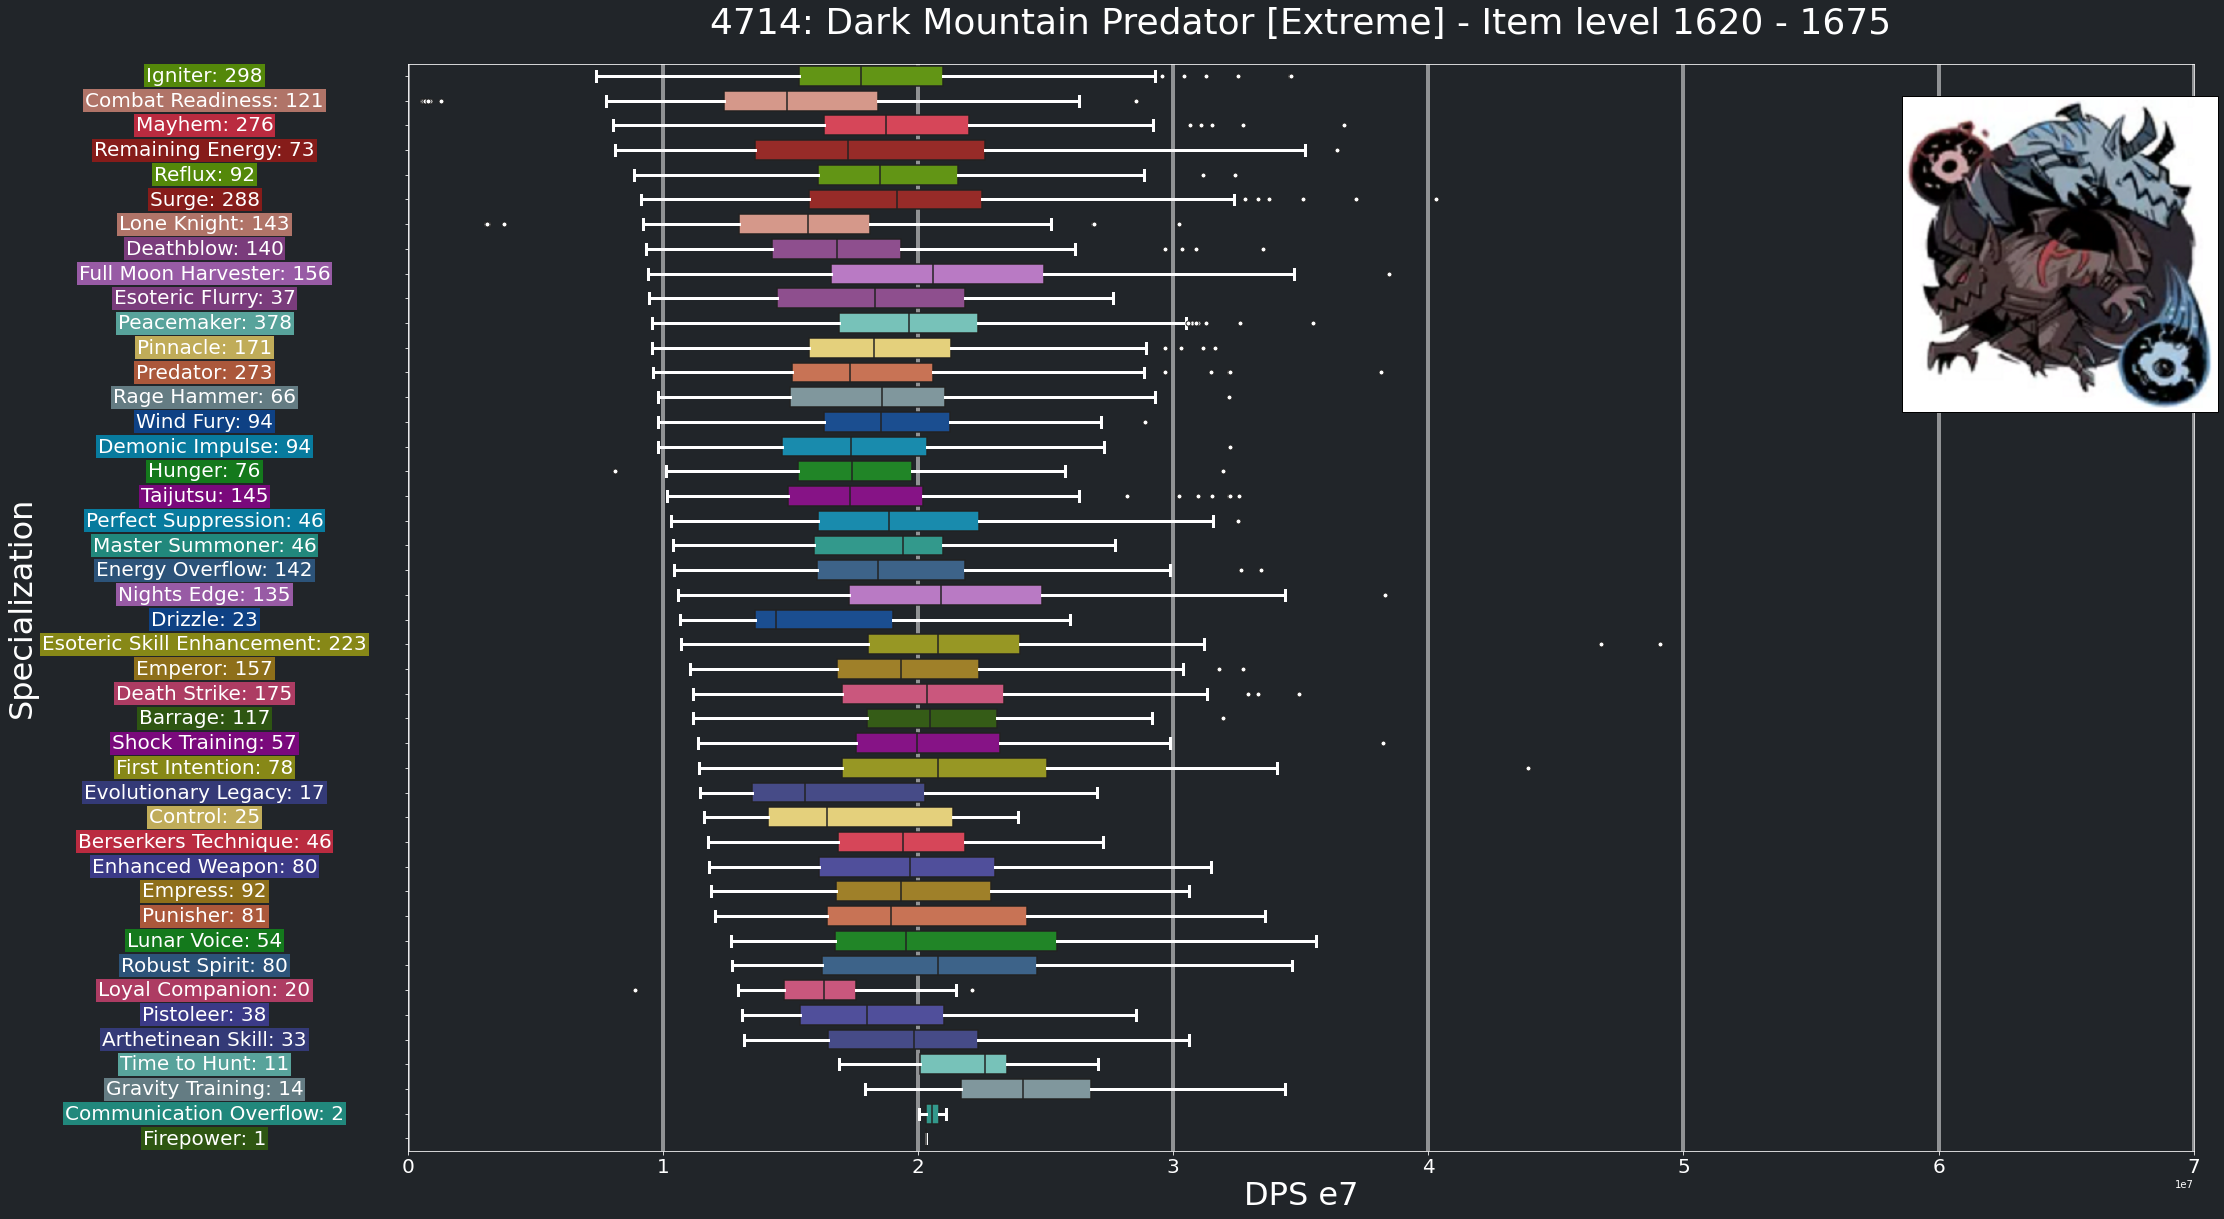 4714: Dark Mountain Predator [Extreme] - Item level 1620 - 1675
Specialization
Igniter: 298
Combat Readiness: 121
Mayhem: 276
Remaining Energy: 73
Reflux: 92
Surge: 288
Lone Knight: 143
Deathblow: 140
Full Moon Harvester: 156
Esoteric Flurry: 37
Peacemaker: 378
Pinnacle: 171
Predator: 273
Rage Hammer: 66
Wind Fury: 94
Demonic Impulse: 94
Hunger: 76
Taijutsu: 145
Perfect Suppression: 46
Master Summoner: 46
Energy Overflow: 142
Nights Edge: 135
Drizzle: 23
Esoteric Skill Enhancement: 223
Emperor: 157
Death Strike: 175
Barrage: 117
Shock Training: 57
First Intention: 78
Evolutionary Legacy: 17
Control: 25
Berserkers Technique: 46
Enhanced Weapon: 80
Empress: 92
Punisher: 81
Lunar Voice: 54
Robust Spirit: 80
Loyal Companion: 20
Pistoleer: 38
Arthetinean Skill: 33
Time to Hunt: 11
Gravity Training: 14
Communication Overflow: 2
Firepower: 1
0 1 2 3 4 5 6 7
1e7
DPS e7